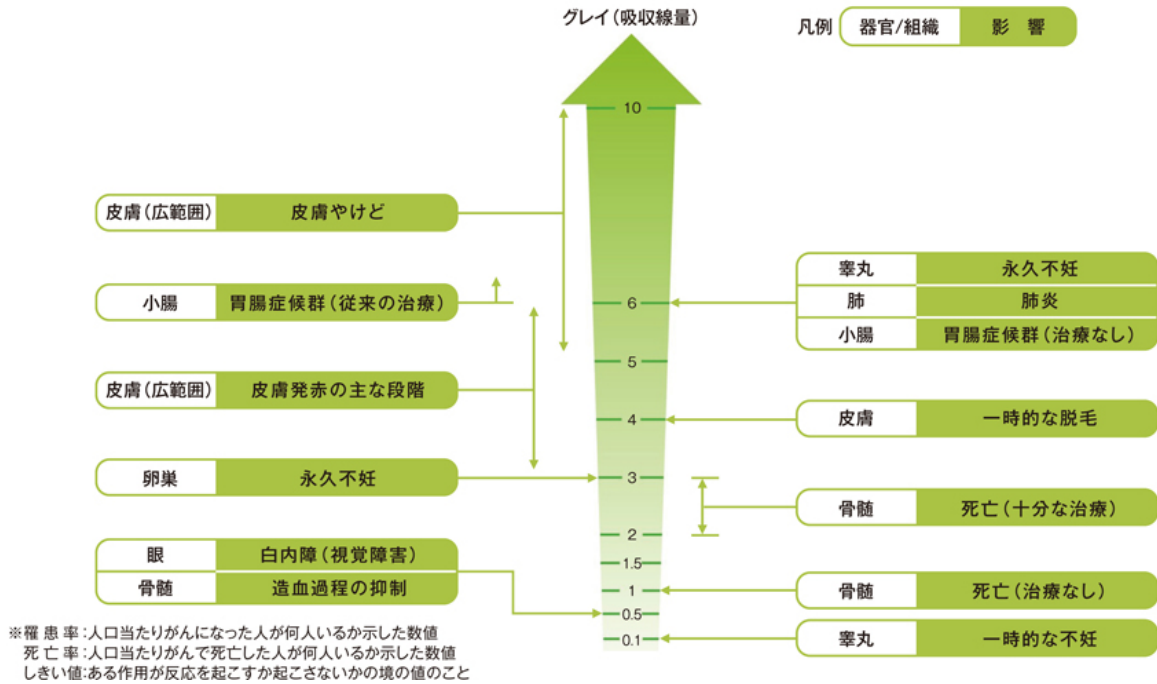 グレイ(吸収線量)
凡例 器官/組織 影響
10
皮膚(広範囲) 皮膚やけど
小腸 胃腸症候群(従来の治療)
6
睾丸 永久不妊
肺 肺炎
小腸 胃腸症候群(治療なし)
5
皮膚(広範囲) 皮膚発赤の主な段階
4
皮膚 一時的な脱毛
卵巣 永久不妊
3
骨髄 死亡(十分な治療)
2
眼 白内障(視覚障害)
骨髄 造血過程の抑制
1.5
1
骨髄 死亡(治療なし)
0.5
0.1
睾丸 一時的な不妊
※罹患率:人口当たりがんになった人が何人いるか示した数値
死亡率:人口当たりがんで死亡した人が何人いるか示した数値
しきい値:ある作用が反応を起こすか起こさないかの境の値のこと